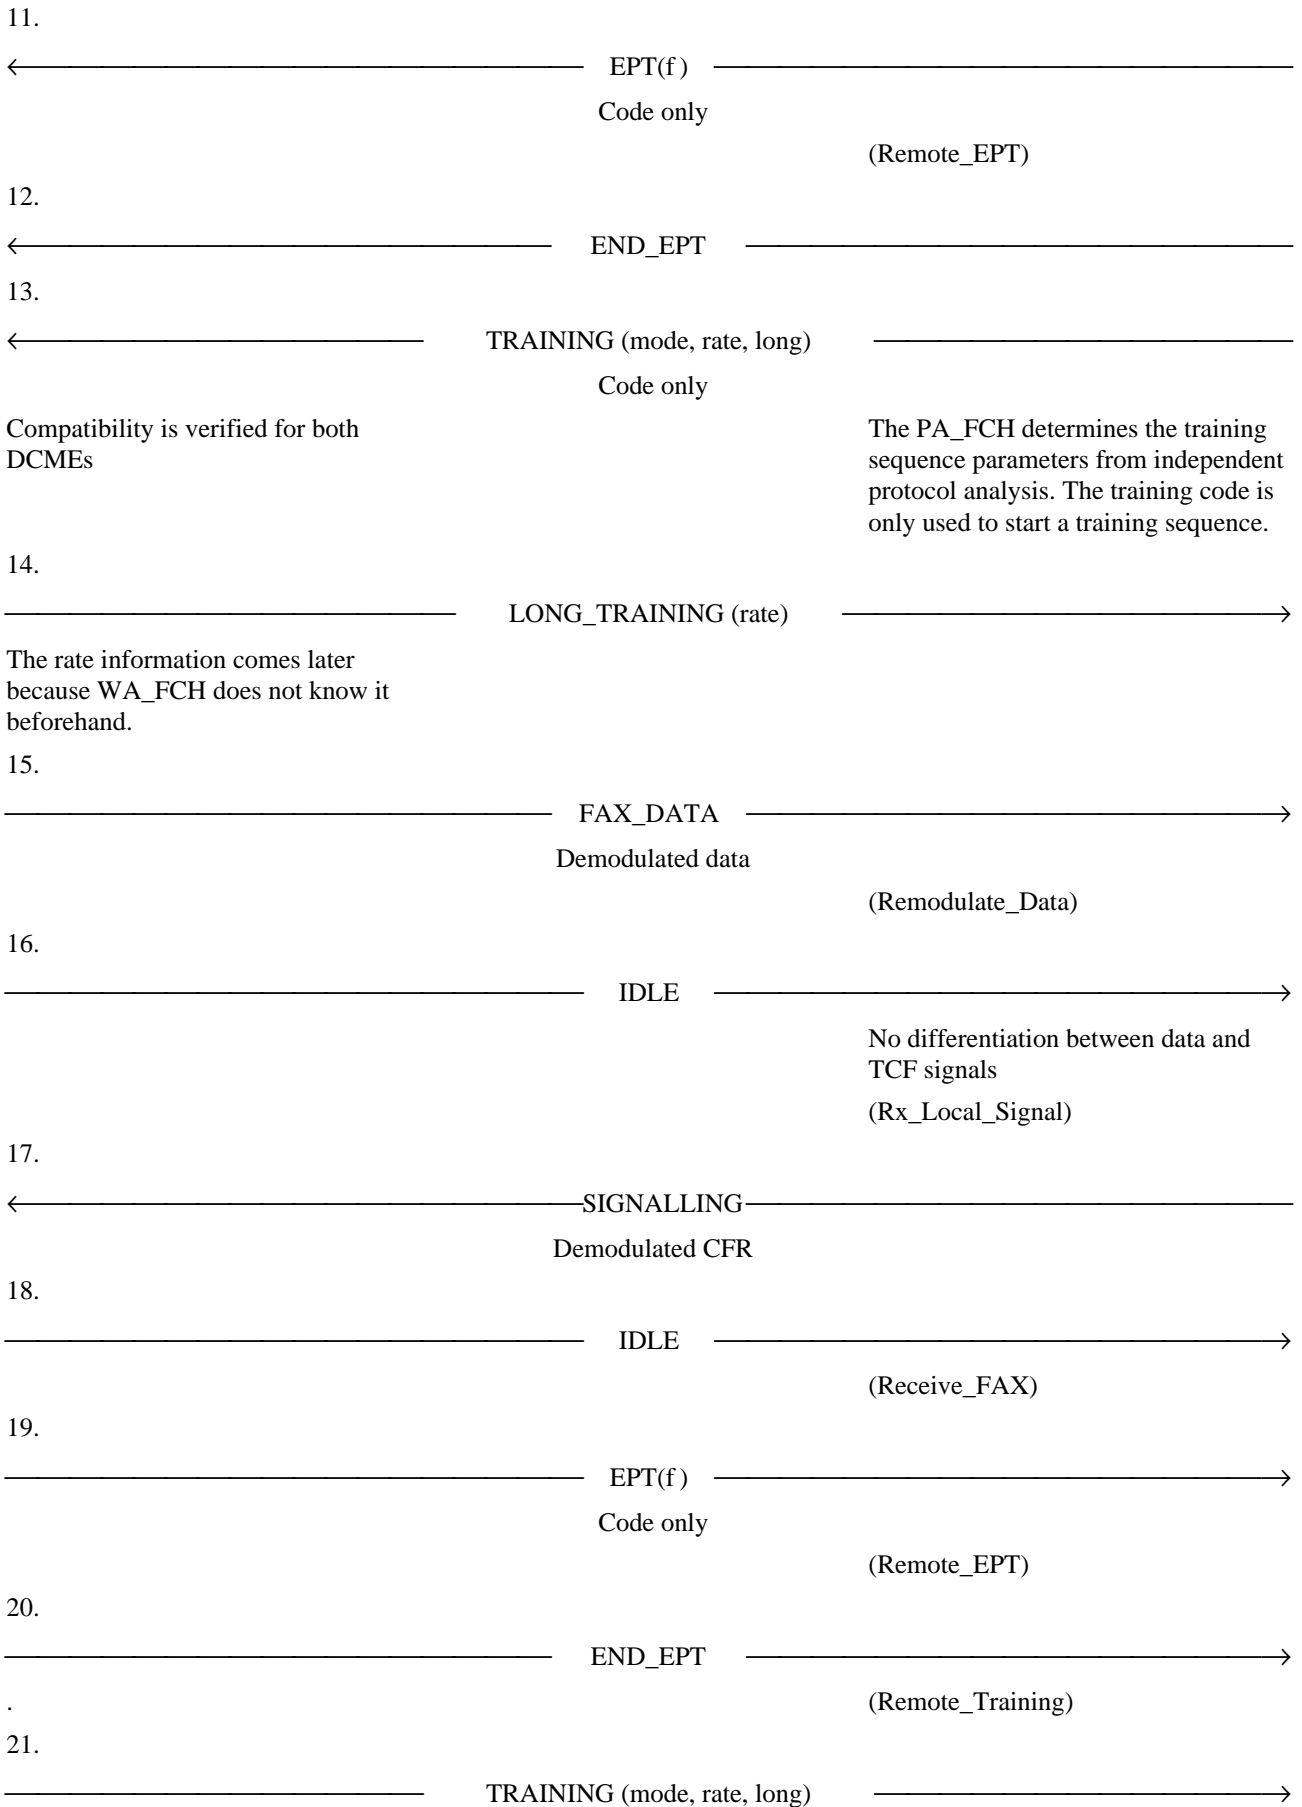 11.
EPT(f)
Code only
(Remote_EPT)
12.
END_EPT
13.
TRAINING (mode, rate, long)
Code only
Compatibility is verified for both
DCMEs
The PA_FCH determines the training
sequence parameters from independent
protocol analysis. The training code is
only used to start a training sequence.
14.
LONG_TRAINING (rate)
The rate information comes later
because WA_FCH does not know it
beforehand.
15.
FAX_DATA
Demodulated data
(Remodulate_Data)
16.
IDLE
No differentiation between data and
TCF signals
(Rx_Local_Signal)
17.
SIGNALLING
Demodulated CFR
18.
IDLE
(Receive_FAX)
19.
EPT(f)
Code only
(Remote_EPT)
20.
END_EPT
.
(Remote_Training)
21.
TRAINING (mode, rate, long)